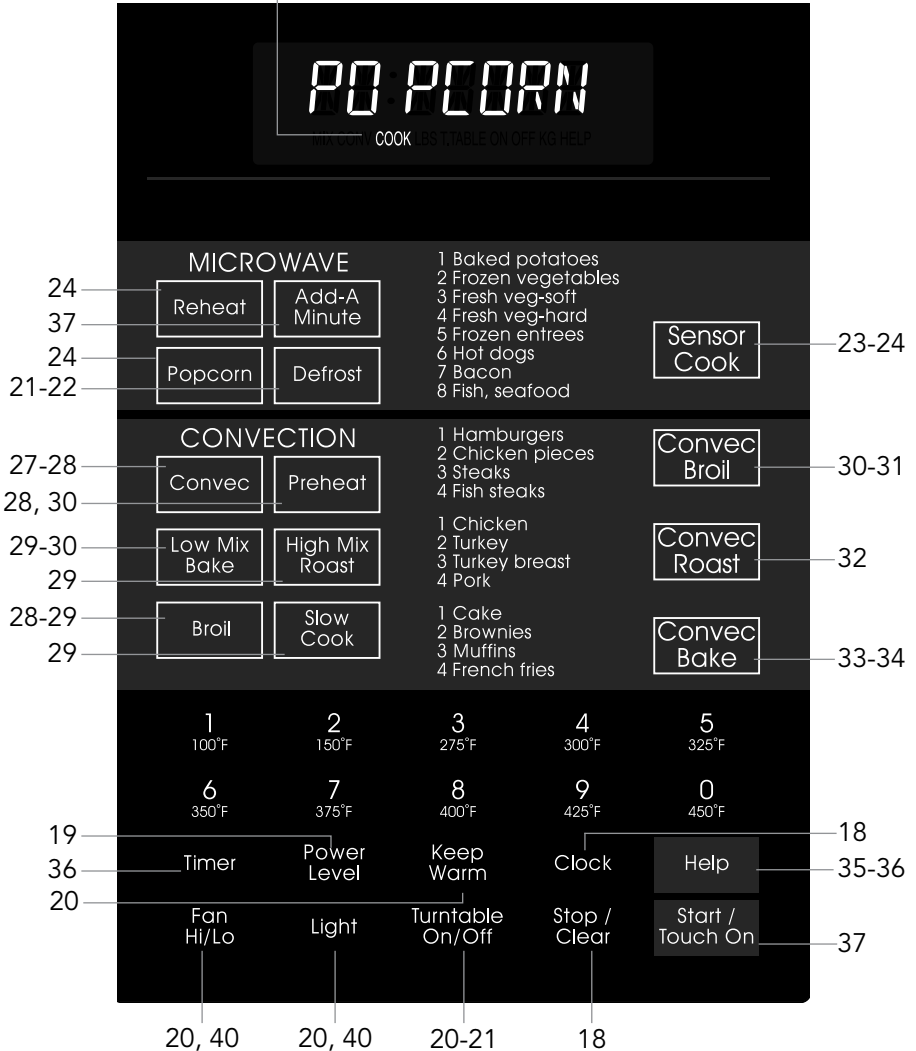 PO PCORN
MIX CONV COOK LBS T.TABLE ON OFF KG HELP
MICROWAVE
24
Reheat
37
Add-A
Minute
24
Popcorn
21-22
Defrost
1 Baked potatoes
2 Frozen vegetables
3 Fresh veg-soft
4 Fresh veg-hard
5 Frozen entrees
6 Hot dogs
7 Bacon
8 Fish, seafood
Sensor
Cook
23-24
CONVECTION
27-28
Convec
28, 30
Preheat
29-30
Low Mix
Bake
29
High Mix
Roast
28-29
Broil
29
Slow
Cook
1 Hamburgers
2 Chicken pieces
3 Steaks
4 Fish steaks
Convec
Broil
30-31
1 Chicken
2 Turkey
3 Turkey breast
4 Pork
Convec
Roast
32
1 Cake
2 Brownies
3 Muffins
4 French fries
Convec
Bake
33-34
1 2 3 4 5
100°F 150°F 275°F 300°F 325°F
6 7 8 9 0
350°F 375°F 400°F 425°F 450°F
19
36
20
Timer
Power
Level
Keep
Warm
Clock
Help
18
35-36
Fan
Hi/Lo
Light
Turntable
On/Off
Stop /
Clear
Start /
Touch On
37
20, 40 20, 40 20-21 18